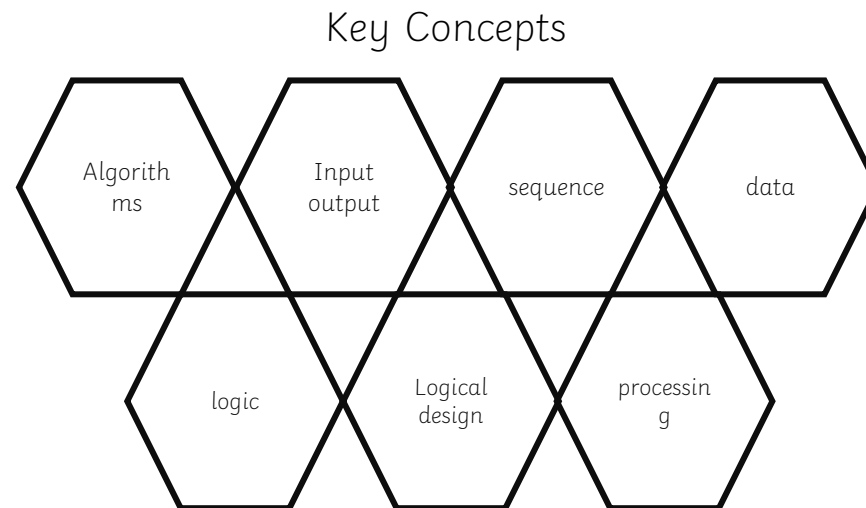 Key Concepts
Algorith
ms
Input
output
sequence
data
logic
Logical
design
processin
g